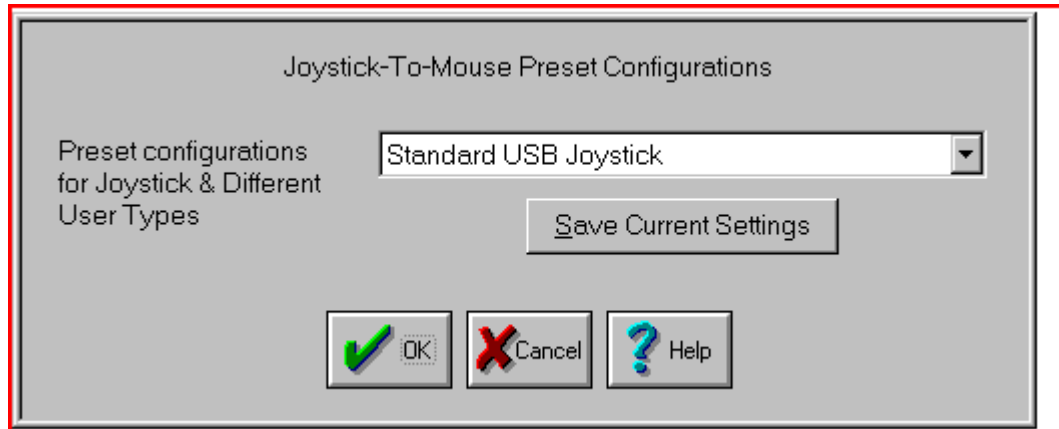 Joystick-To-Mouse Preset Configurations
Preset configurations
for Joystick & Different
User Types
Standard USB Joystick
Save Current Settings
OK
Cancel
Help